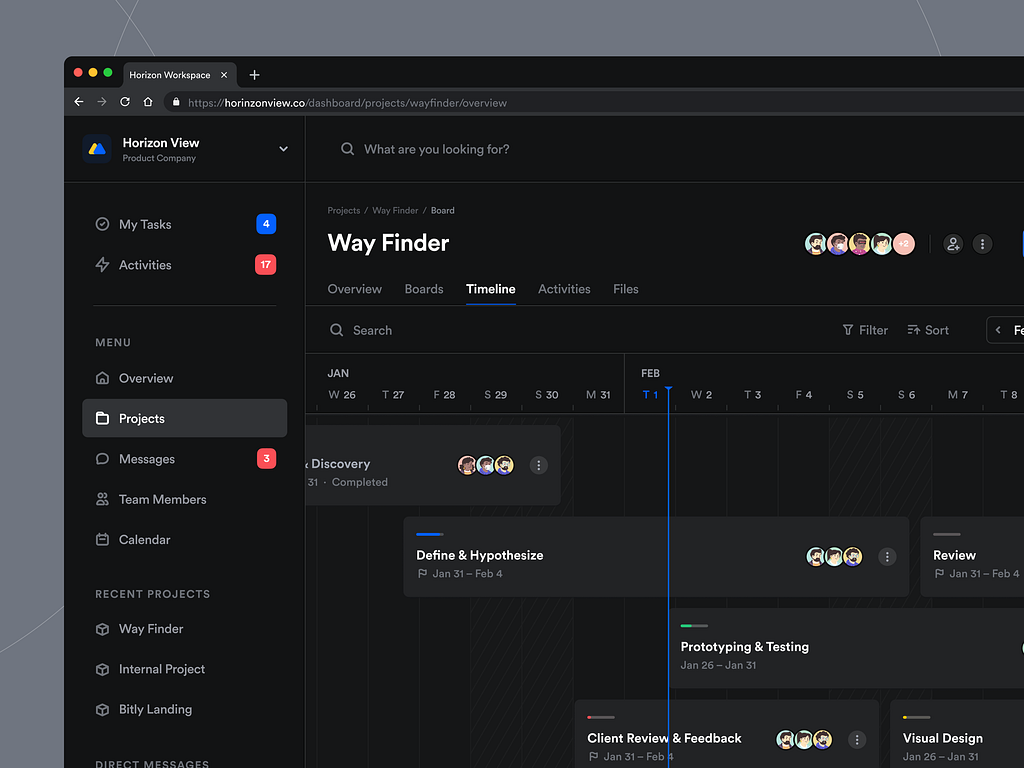 Horizon Workspace
https://horinzonview.co/dashboard/projects/wayfinder/overview
Horizon View
Product Company
What are you looking for?
My Tasks
4
Activities
17
MENU
Overview
Projects
Messages
3
Team Members
Calendar
RECENT PROJECTS
Way Finder
Internal Project
Bitly Landing
DIRECT MESSAGES
Projects / Way Finder / Board
Way Finder
+2
Overview Boards Timeline Activities Files
Search
Filter
Sort
Fe
JAN
FEB
W 26 T 27 F 28 S 29 S 30 M 31 T 1 W 2 T 3 F 4 S 5 S 6 M 7 T 8
& Discovery
31 · Completed
Define & Hypothesize
Jan 31 – Feb 4
Review
Jan 31 – Feb 4
Prototyping & Testing
Jan 26 – Jan 31
Client Review & Feedback
Jan 31 – Feb 4
Visual Design
Jan 26 – Jan 31